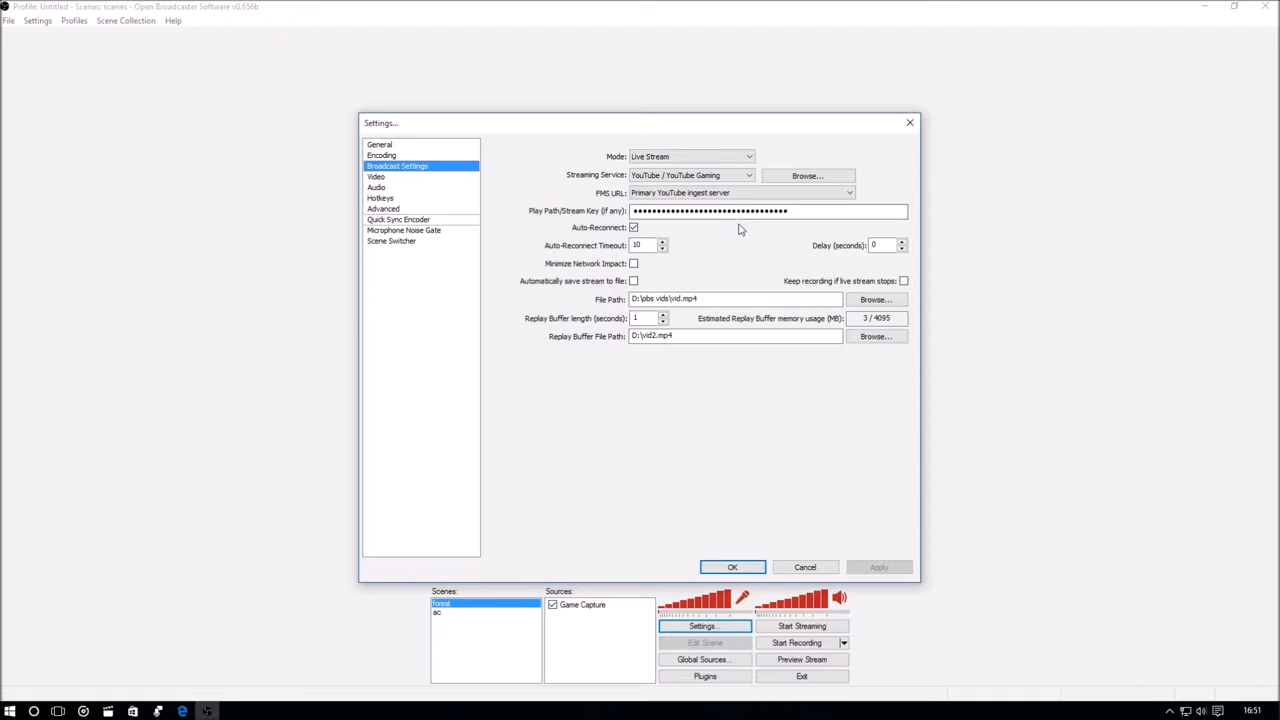 Profile: Untitled - Scenes: scenes - Open Broadcaster Software v0.656b
File Settings Profiles Scene Collection Help
Settings...
General
Encoding
Broadcast Settings
Video
Audio
Hotkeys
Advanced
Quick Sync Encoder
Microphone Noise Gate
Scene Switcher
Mode: Live Stream
Streaming Service: YouTube / YouTube Gaming Browse...
FMS URL: Primary YouTube ingest server
Play Path/Stream Key (if any): •••••••••••••••••••••••••••••••••
Auto-Reconnect:
Auto-Reconnect Timeout: 10 Delay (seconds): 0
Minimize Network Impact:
Automatically save stream to file: Keep recording if live stream stops:
File Path: D:\obs vids\vid.mp4 Browse...
Replay Buffer length (seconds): 1 Estimated Replay Buffer memory usage (MB): 3 / 4095
Replay Buffer File Path: D:\vid2.mp4 Browse...
OK Cancel Apply
Scenes:
forest
ac
Sources:
Game Capture
Settings... Start Streaming
Edit Scene Start Recording
Global Sources... Preview Stream
Plugins Exit
16:51